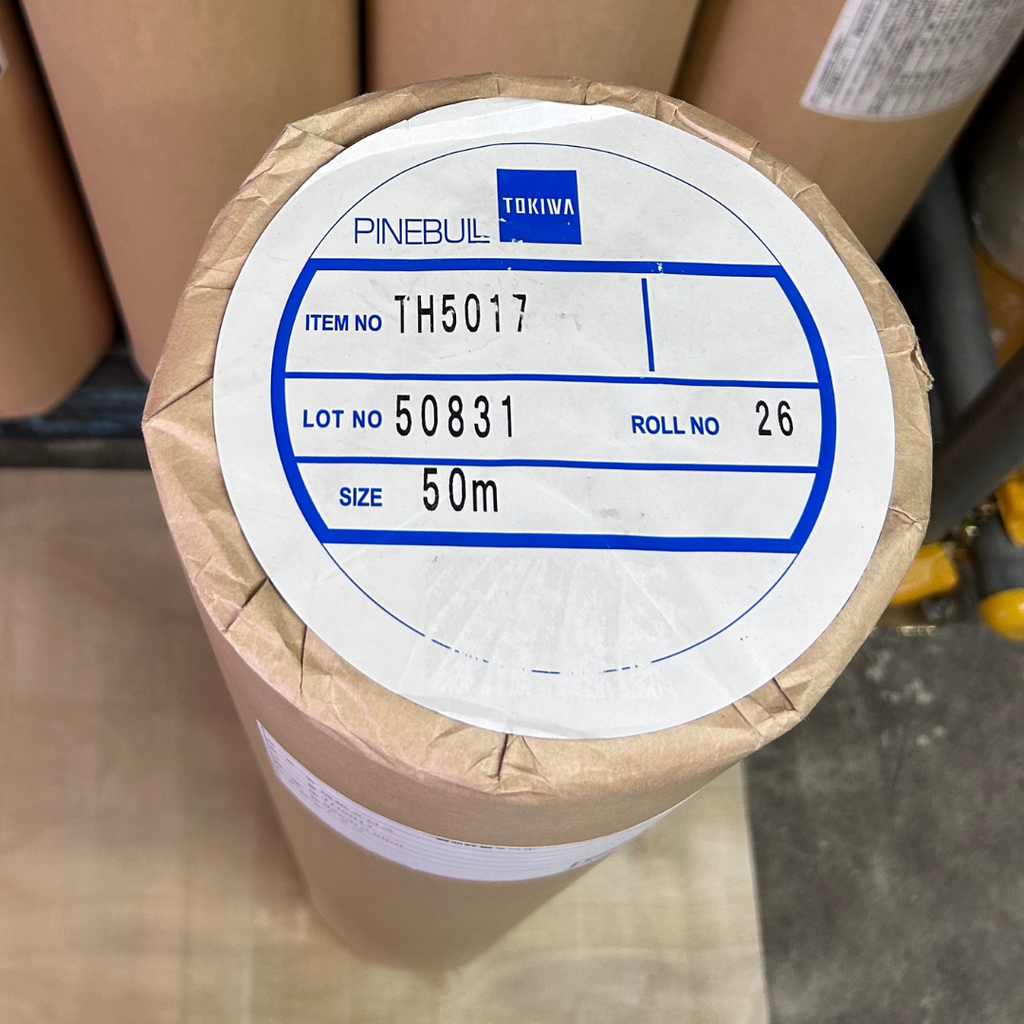 TOKIWA
PINEBULL
ITEM NO TH5017
LOT NO 50831 ROLL NO 26
SIZE 50m